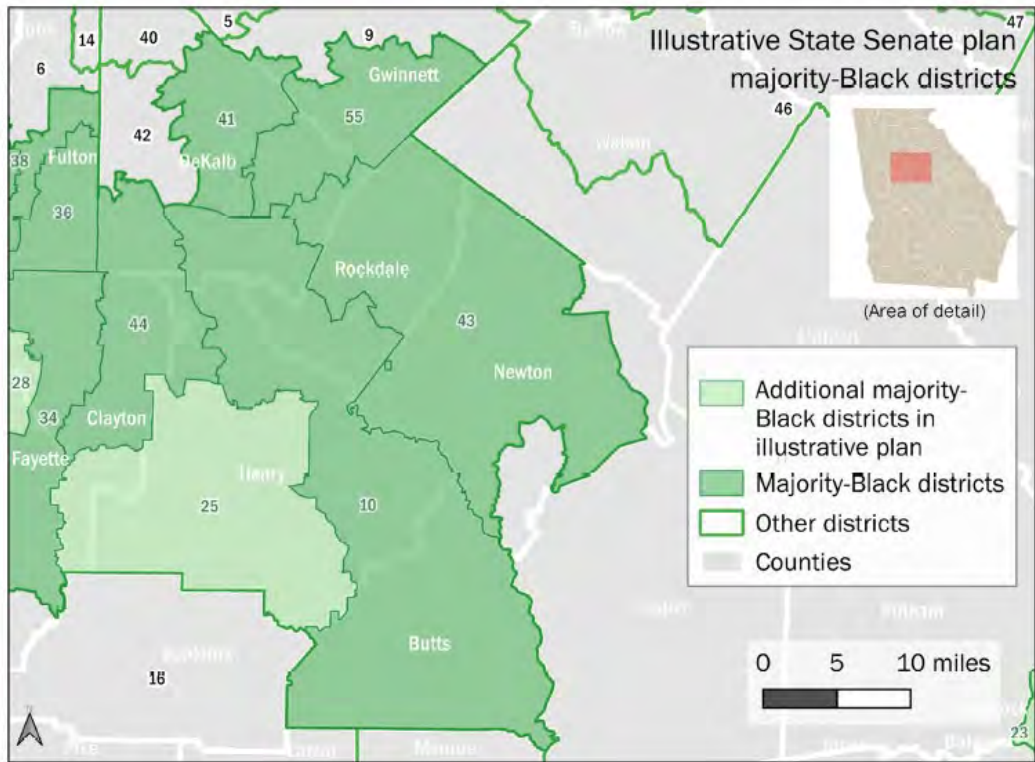 Illustrative State Senate plan
majority-Black districts
5
47
14
40
9
6
Gwinnett
46
41
55
42
38
Fulton
DeKalb
Walton
36
Rockdale
(Area of detail)
44
43
28
Newton
34
Clayton
Fayette
Henry
25
10
Additional majority-
Black districts in
illustrative plan
Majority-Black districts
Other districts
Counties
Butts
16
0 5 10 miles
23